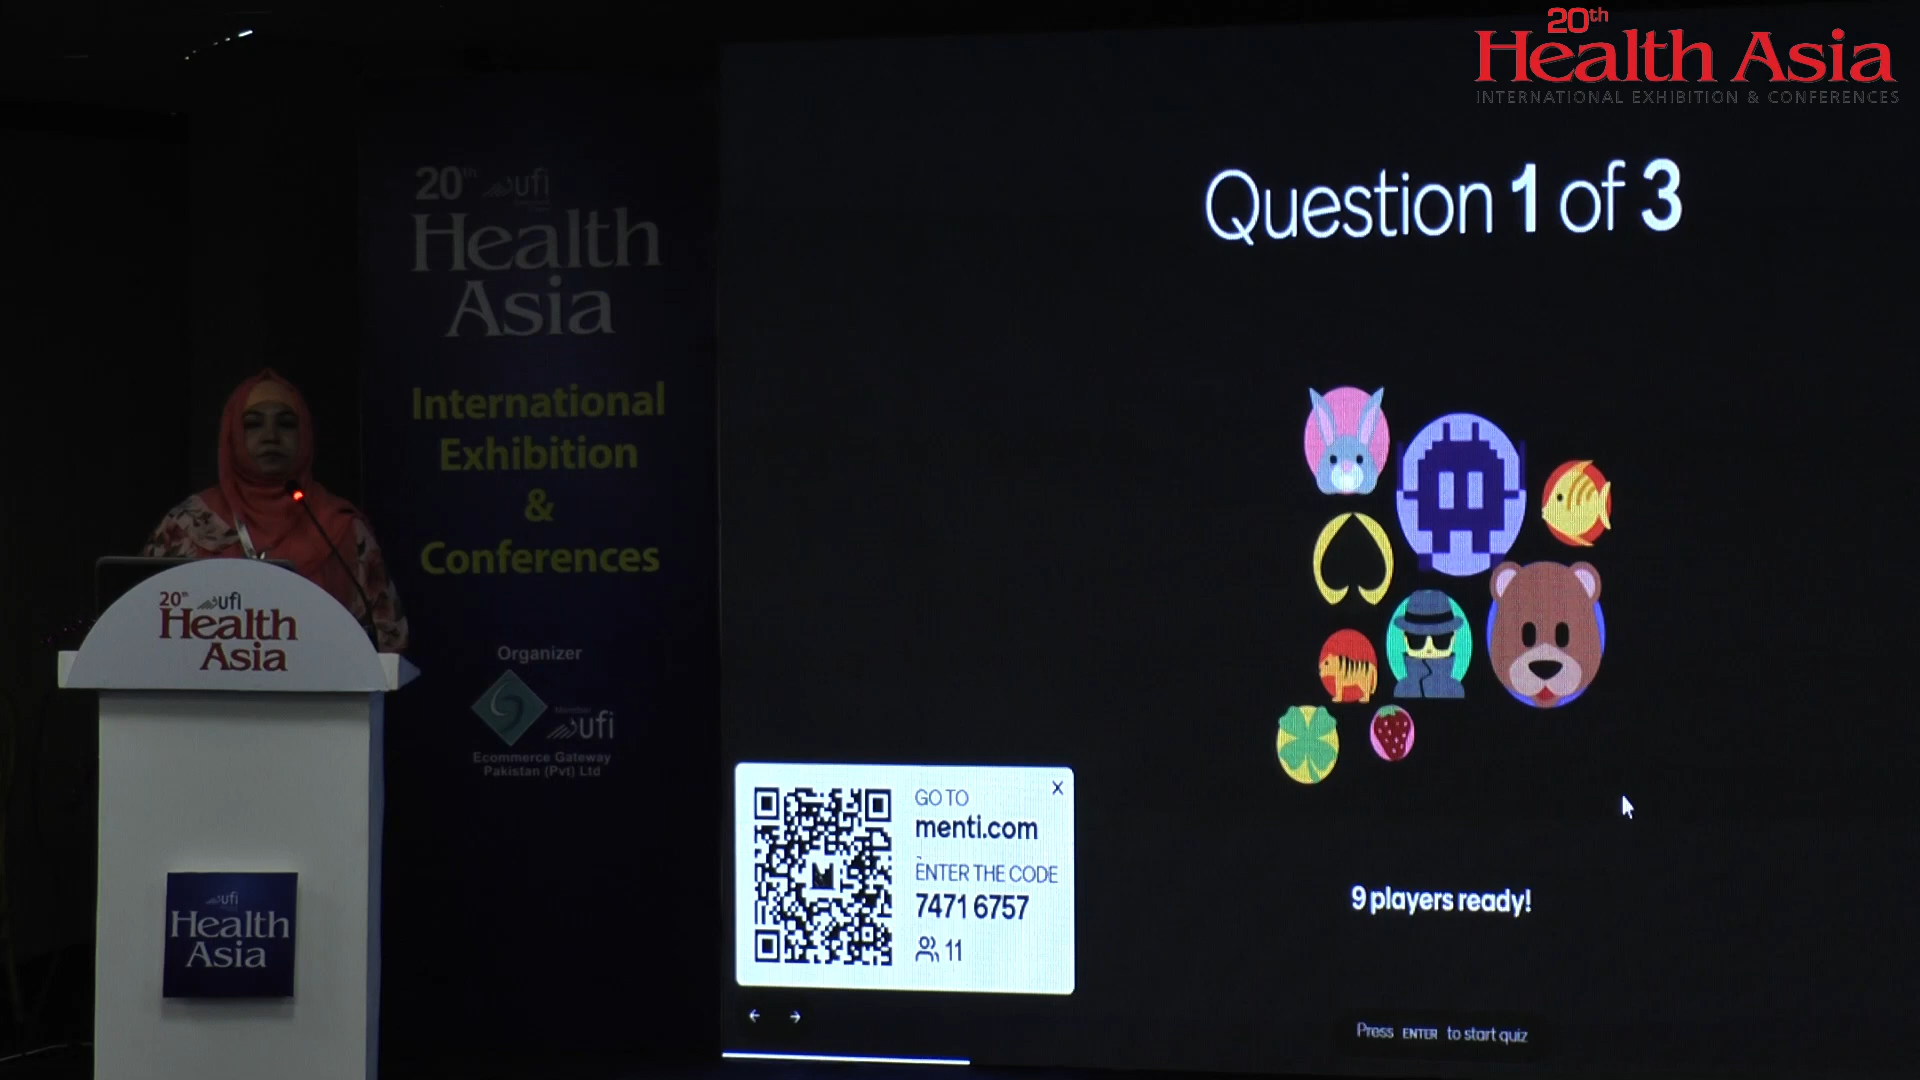 20th
Health Asia
INTERNATIONAL EXHIBITION & CONFERENCES
20th ufi
Health
Asia
International
Exhibition
&
Conferences
Organizer
Member
ufi
Ecommerce Gateway
Pakistan (Pvt) Ltd
20th ufi
Health
Asia
ufi
Health
Asia
Question 1 of 3
GO TO
menti.com
ENTER THE CODE
7471 6757
11
X
9 players ready!
Press ENTER to start quiz